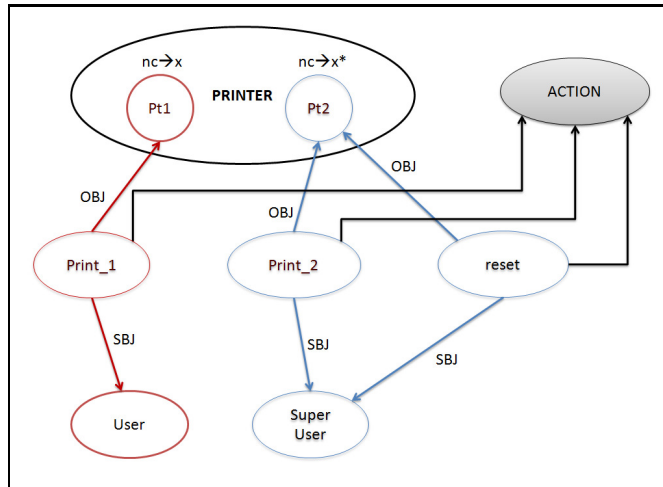 nc→x
nc→x*
PRINTER
ACTION
Pt1
Pt2
OBJ
OBJ
OBJ
Print_1
Print_2
reset
SBJ
SBJ
SBJ
User
Super
User